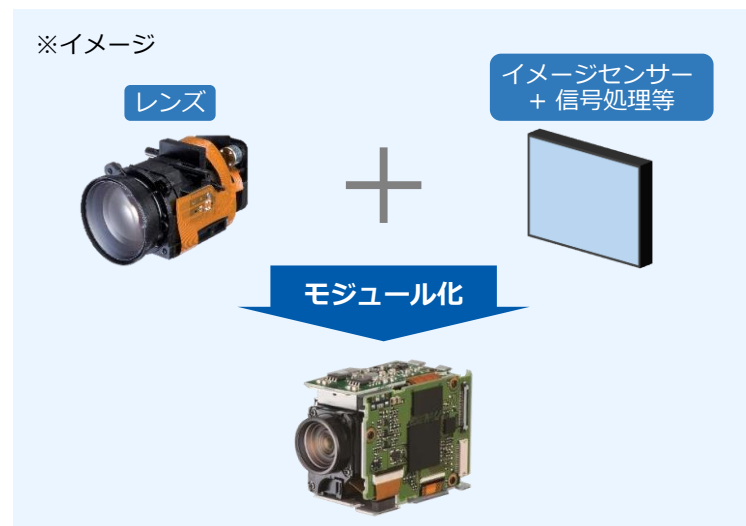 ※イメージ
レンズ
イメージセンサー
+ 信号処理等
モジュール化